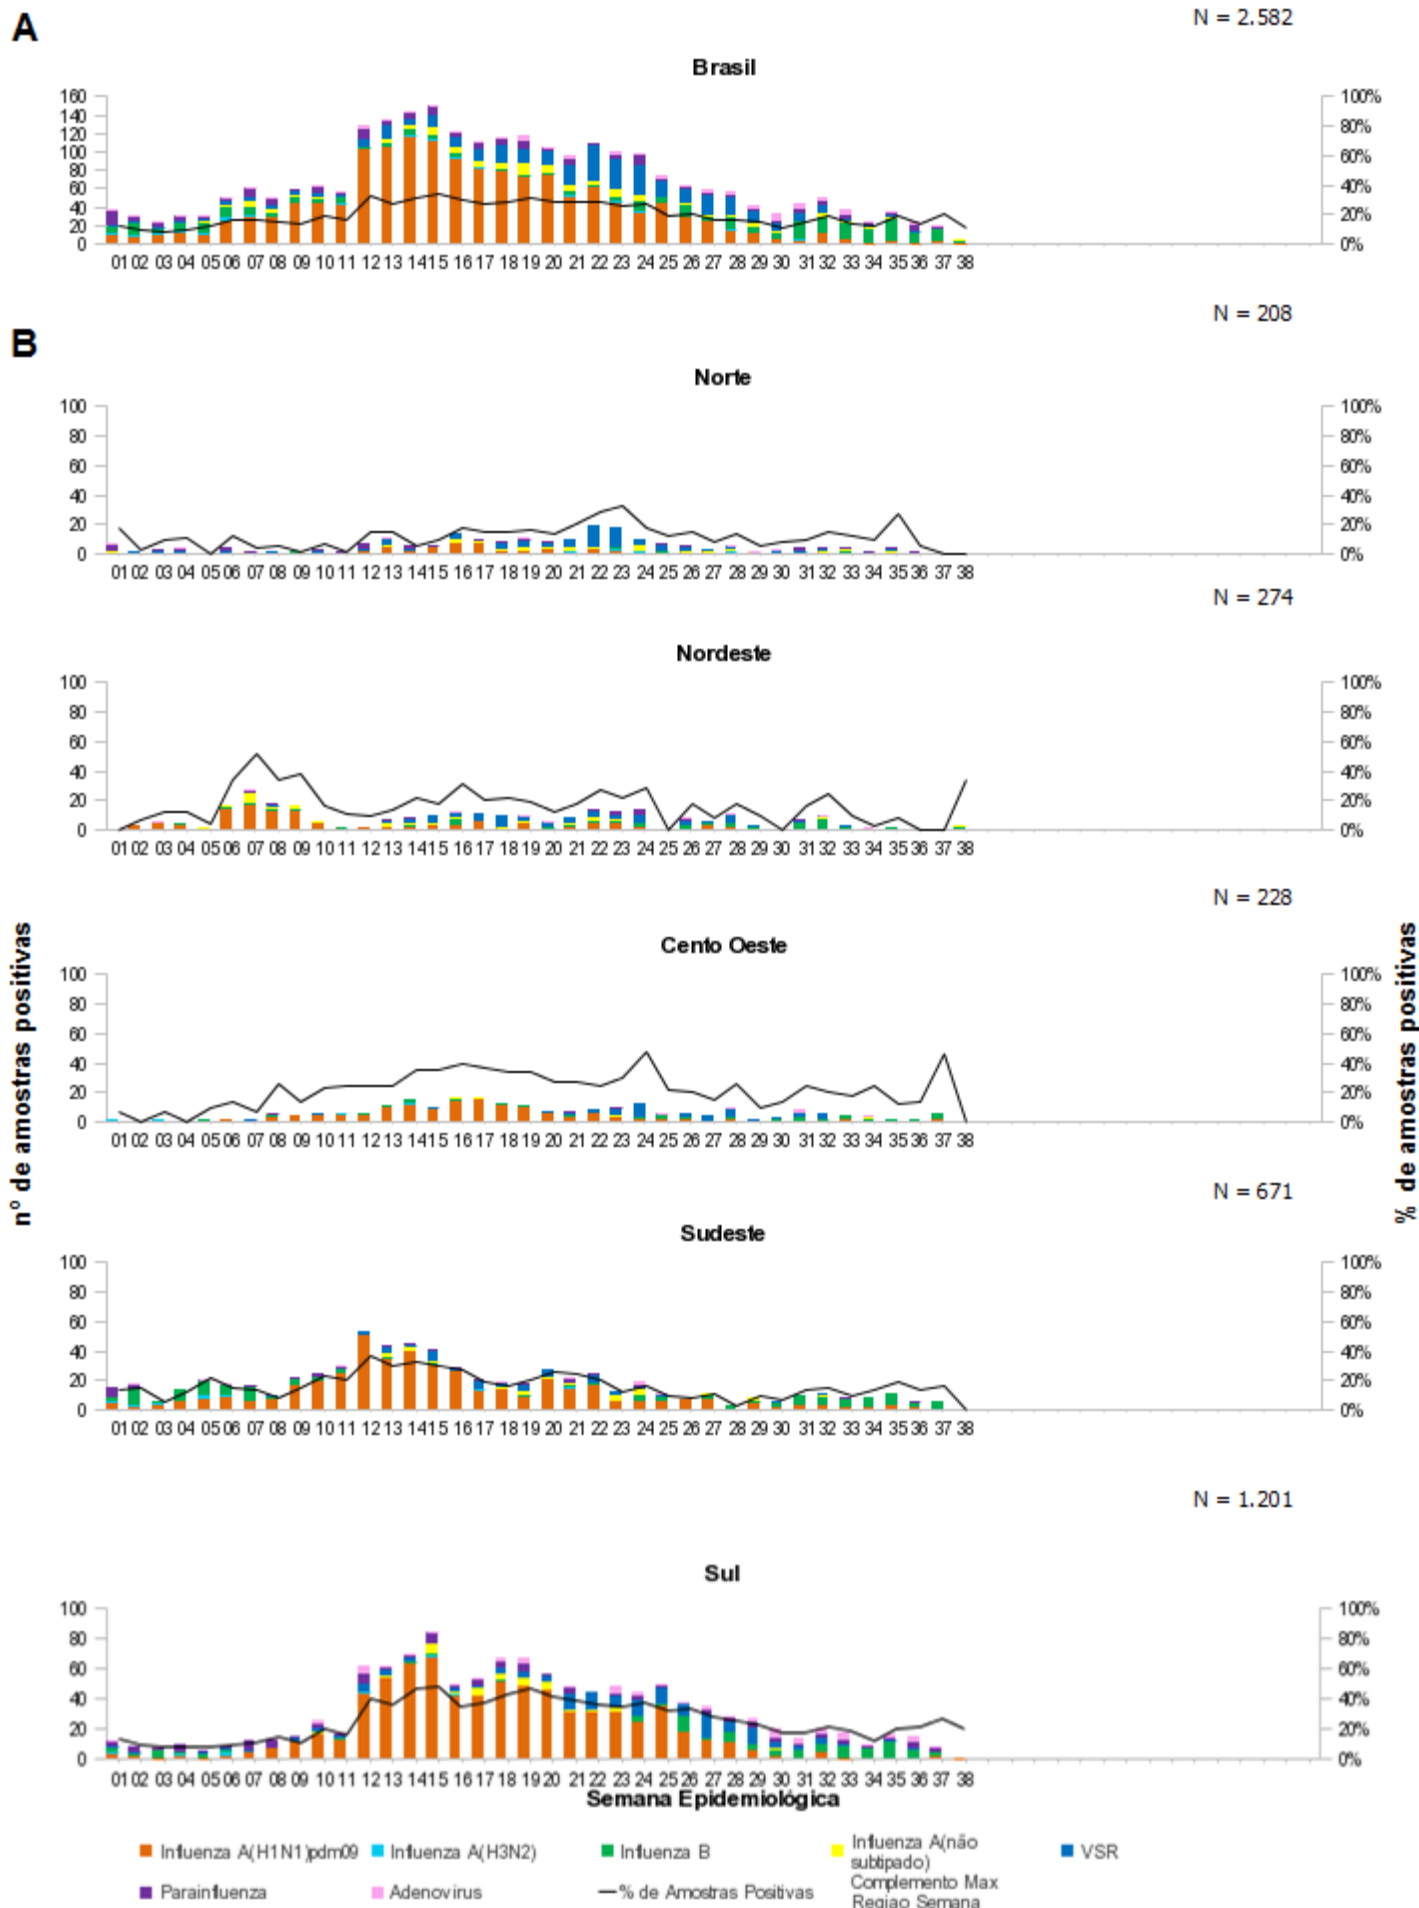 A
N = 2.582
Brasil
160
140
120
100
80
60
40
20
0
100%
80%
60%
40%
20%
0%
01 02 03 04 05 06 07 08 09 10 11 12 13 14 15 16 17 18 19 20 21 22 23 24 25 26 27 28 29 30 31 32 33 34 35 36 37 38
N = 208
B
Norte
100
80
60
40
20
0
100%
80%
60%
40%
20%
0%
01 02 03 04 05 06 07 08 09 10 11 12 13 14 15 16 17 18 19 20 21 22 23 24 25 26 27 28 29 30 31 32 33 34 35 36 37 38
N = 274
Nordeste
100
80
60
40
20
0
100%
80%
60%
40%
20%
0%
01 02 03 04 05 06 07 08 09 10 11 12 13 14 15 16 17 18 19 20 21 22 23 24 25 26 27 28 29 30 31 32 33 34 35 36 37 38
N = 228
Cento Oeste
100
80
60
40
20
0
100%
80%
60%
40%
20%
0%
01 02 03 04 05 06 07 08 09 10 11 12 13 14 15 16 17 18 19 20 21 22 23 24 25 26 27 28 29 30 31 32 33 34 35 36 37 38
nº de amostras positivas
% de amostras positivas
N = 671
Sudeste
100
80
60
40
20
0
100%
80%
60%
40%
20%
0%
01 02 03 04 05 06 07 08 09 10 11 12 13 14 15 16 17 18 19 20 21 22 23 24 25 26 27 28 29 30 31 32 33 34 35 36 37 38
N = 1.201
Sul
100
80
60
40
20
0
100%
80%
60%
40%
20%
0%
01 02 03 04 05 06 07 08 09 10 11 12 13 14 15 16 17 18 19 20 21 22 23 24 25 26 27 28 29 30 31 32 33 34 35 36 37 38
Semana Epidemiológica
Influenza A(H1N1)pdm09
Influenza A(H3N2)
Influenza B
Influenza A(não
subtipado)
VSR
Parainfluenza
Adenovirus
% de Amostras Positivas
Complemento Max
Regiao Semana